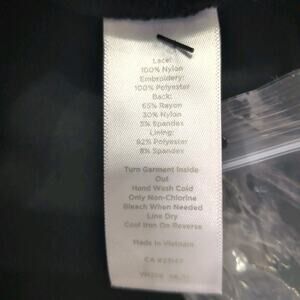 Lace:
100% Nylon
Embroidery:
100% Polyester
Back:
65% Rayon
30% Nylon
5% Spandex
Lining:
92% Polyester
8% Spandex
Turn Garment Inside
Out
Hand Wash Cold
Only Non-Chlorine
Bleach When Needed
Line Dry
Cool Iron On Reverse
Made In Vietnam
CA